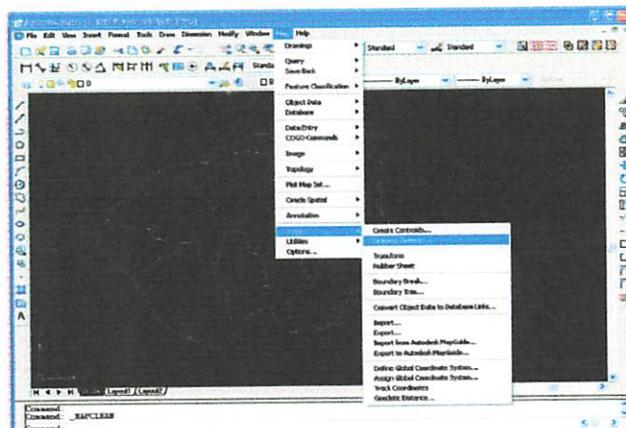 File Edit View Insert Format Tools Draw Dimension Modify Window Help
Standard Standard
ByLayer ByLayer
Drawings
Query
Save Back
Feature Classification
Object Data
Database
Data Entry
COGO-Commands
Image
Topology
Plot Map Set...
Oracle Spatial
Annotation
Utilities
Options...
Create Centroids...
Transform
Rubber Sheet
Boundary Break...
Boundary Trim...
Convert Object Data to Database Links...
Import...
Export...
Import from Autodesk MapGuide...
Export to Autodesk MapGuide...
Define Global Coordinate System...
Assign Global Coordinate System...
Track Coordinates
Geodetic Distance...
Layout1 Layout2
Command:
Command: _MAPCLEAN
Command: